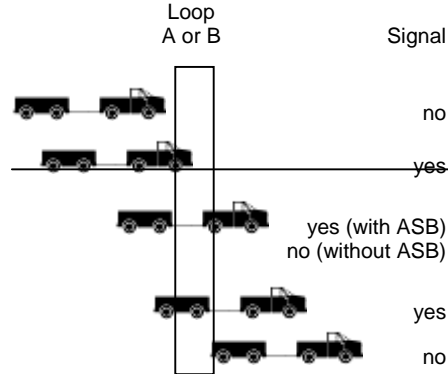 Loop
A or B
Signal
no
yes
yes (with ASB)
no (without ASB)
yes
no